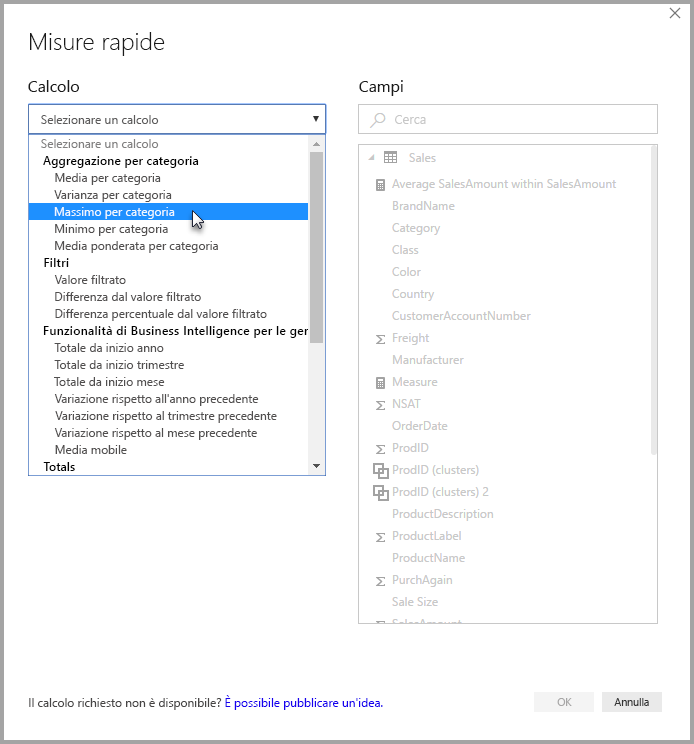 Misure rapide
Calcolo
Selezionare un calcolo
Selezionare un calcolo
Aggregazione per categoria
Media per categoria
Varianza per categoria
Massimo per categoria
Minimo per categoria
Media ponderata per categoria
Filtri
Valore filtrato
Differenza dal valore filtrato
Differenza percentuale dal valore filtrato
Funzionalità di Business Intelligence per le ger
Totale da inizio anno
Totale da inizio trimestre
Totale da inizio mese
Variazione rispetto all'anno precedente
Variazione rispetto al trimestre precedente
Variazione rispetto al mese precedente
Media mobile
Totals
Campi
Cerca
Sales
Average SalesAmount within SalesAmount
BrandName
Category
Class
Color
Country
CustomerAccountNumber
Freight
Manufacturer
Measure
NSAT
OrderDate
ProdID
ProdID (clusters)
ProdID (clusters) 2
ProductDescription
ProductLabel
ProductName
PurchAgain
Sale Size
SalesAmount
Il calcolo richiesto non è disponibile? È possibile pubblicare un'idea.
OK
Annulla